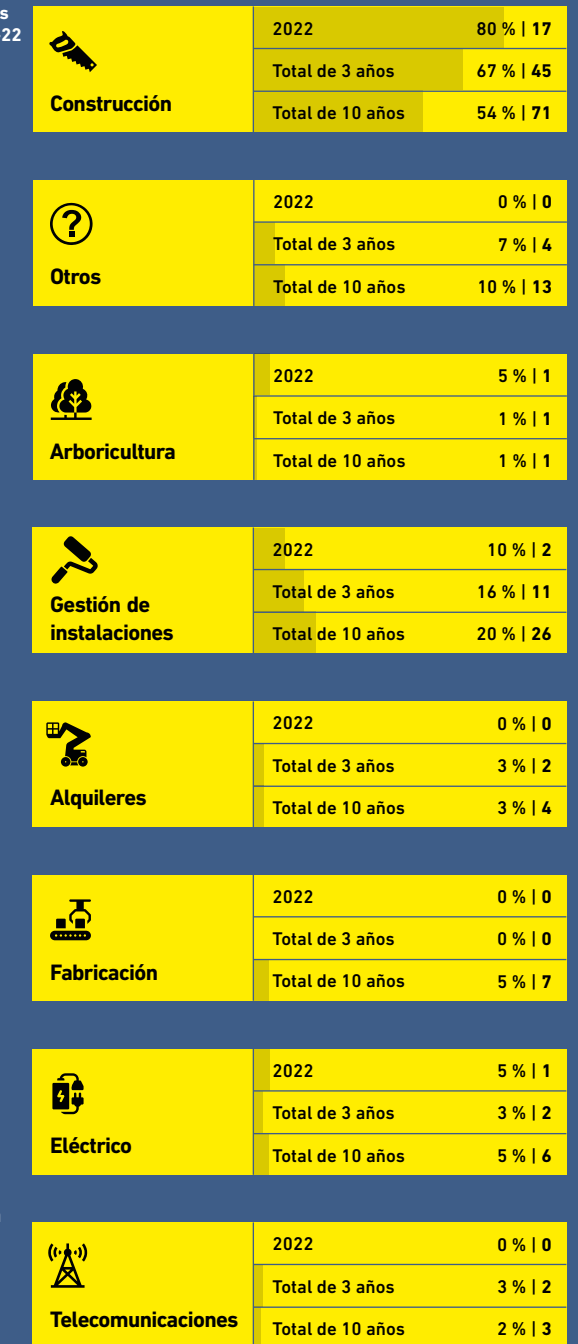 s
22
Construcción
2022 80 % | 17
Total de 3 años 67 % | 45
Total de 10 años 54 % | 71
Otros
2022 0 % | 0
Total de 3 años 7 % | 4
Total de 10 años 10 % | 13
Arboricultura
2022 5 % | 1
Total de 3 años 1 % | 1
Total de 10 años 1 % | 1
Gestión de
instalaciones
2022 10 % | 2
Total de 3 años 16 % | 11
Total de 10 años 20 % | 26
Alquileres
2022 0 % | 0
Total de 3 años 3 % | 2
Total de 10 años 3 % | 4
Fabricación
2022 0 % | 0
Total de 3 años 0 % | 0
Total de 10 años 5 % | 7
Eléctrico
2022 5 % | 1
Total de 3 años 3 % | 2
Total de 10 años 5 % | 6
Telecomunicaciones
2022 0 % | 0
Total de 3 años 3 % | 2
Total de 10 años 2 % | 3